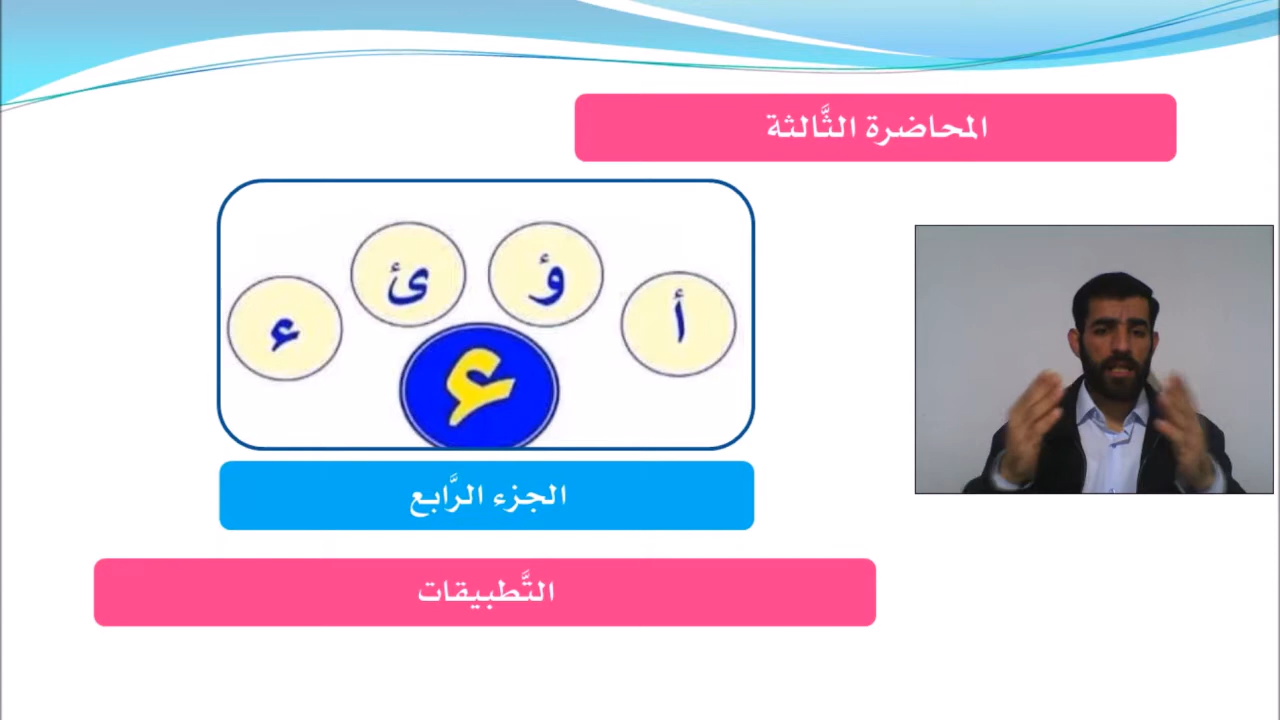 المحاضرة الثَّالثة
أ
ؤ
ئ
ء
ء
الجزء الرَّابع
التَّطبيقات